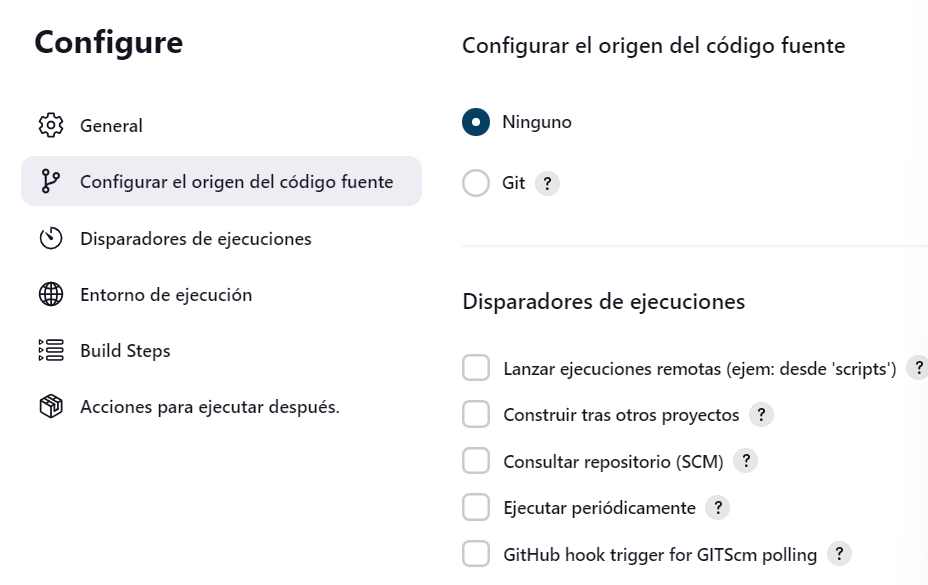 Configure
General
Configurar el origen del código fuente
Disparadores de ejecuciones
Entorno de ejecución
Build Steps
Acciones para ejecutar después.
Configurar el origen del código fuente
Ninguno
Git ?
Disparadores de ejecuciones
Lanzar ejecuciones remotas (ejem: desde 'scripts') ?
Construir tras otros proyectos ?
Consultar repositorio (SCM) ?
Ejecutar periódicamente ?
GitHub hook trigger for GITScm polling ?